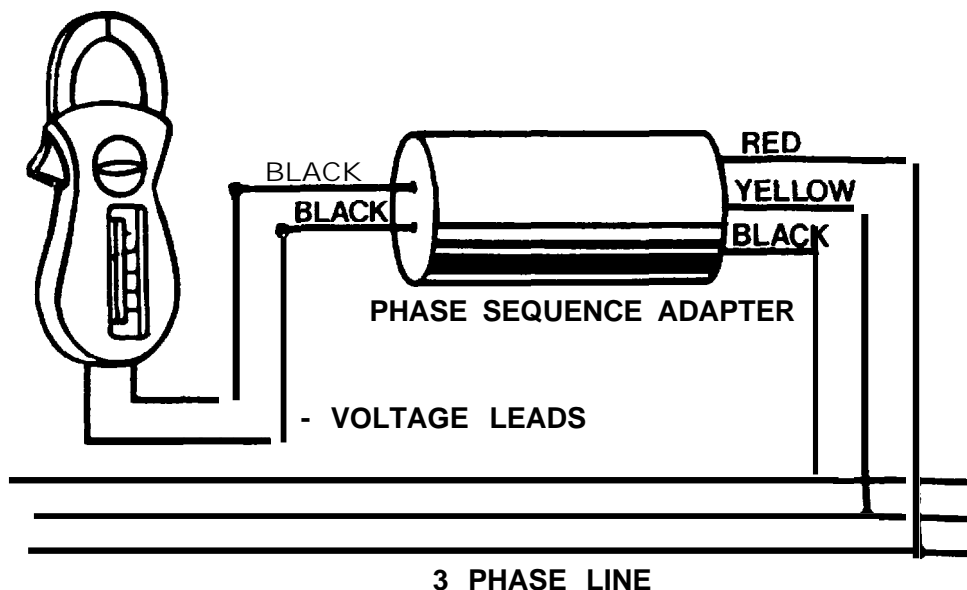 RED
BLACK
YELLOW
BLACK
BLACK
PHASE SEQUENCE ADAPTER
- VOLTAGE LEADS
3 PHASE LINE